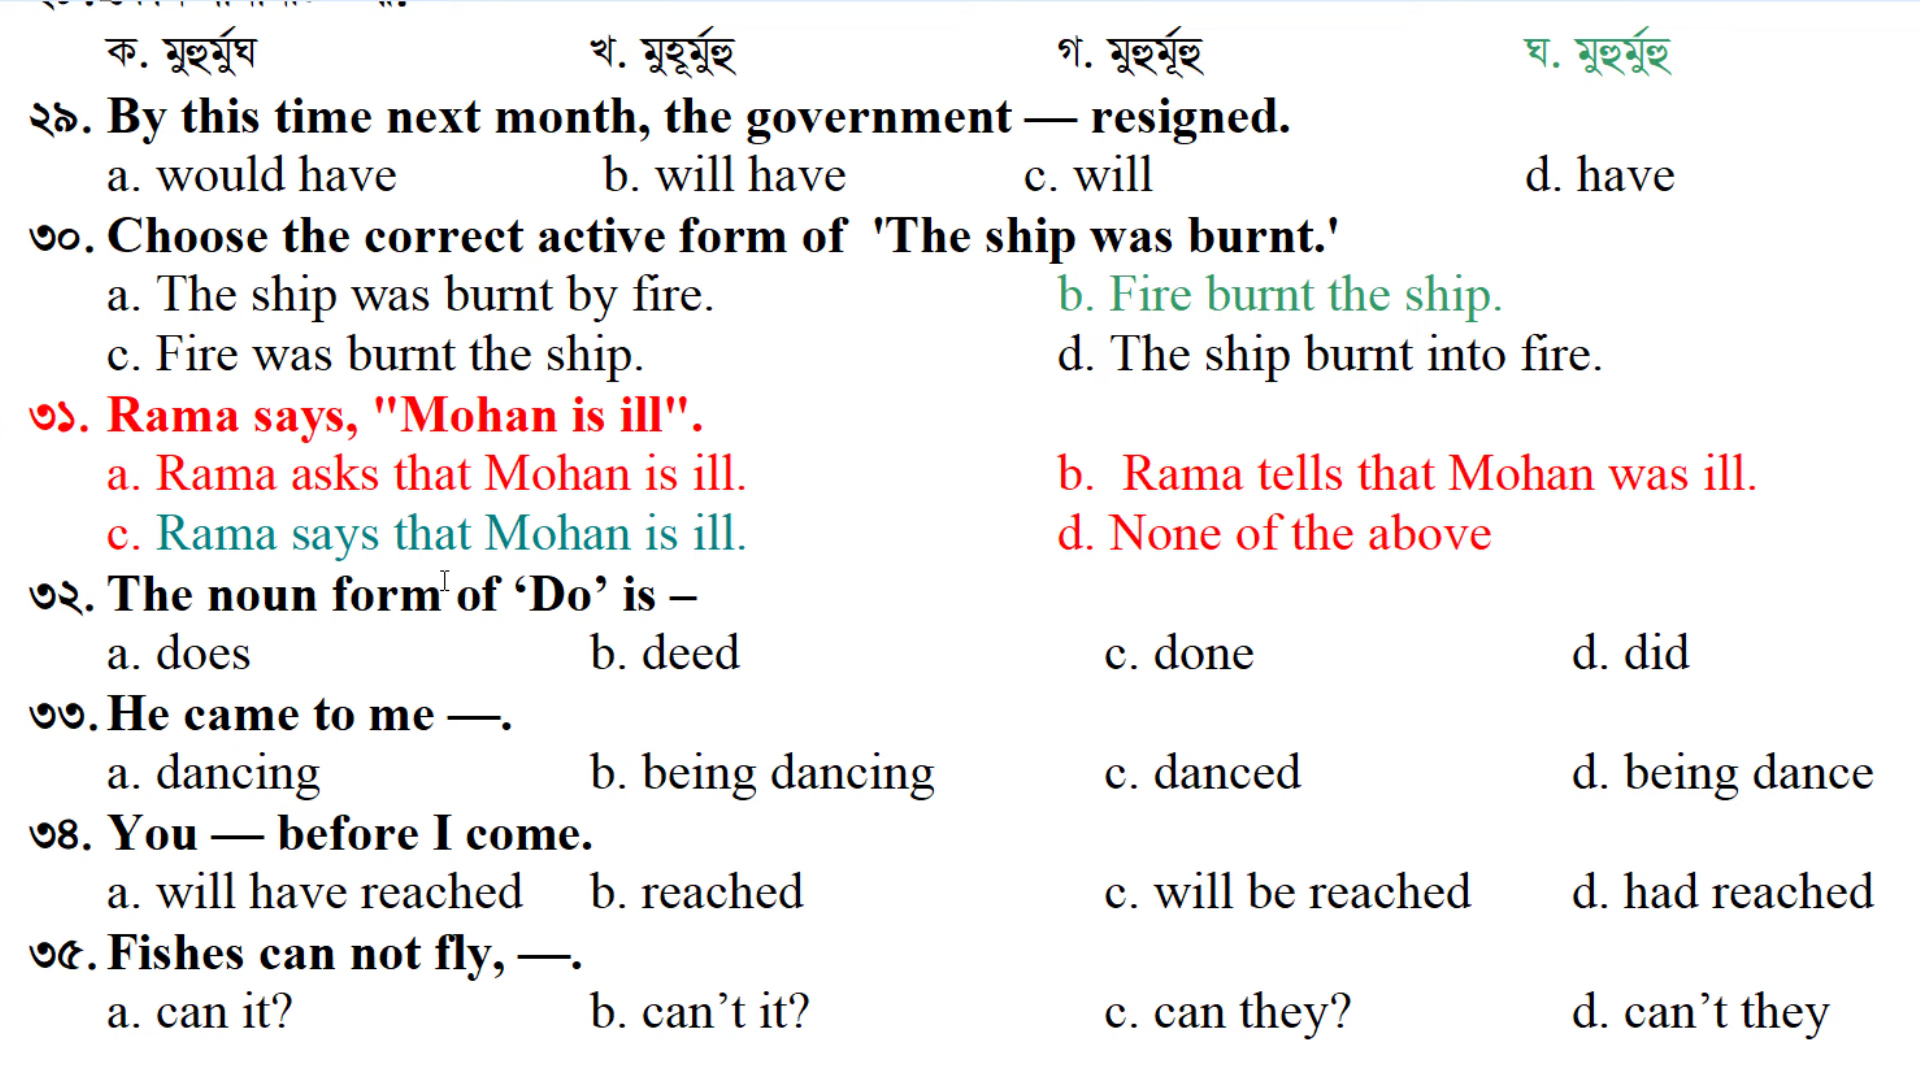 ক. মুহুর্মুঘ খ. মুহূর্মুহু গ. মুহুর্মূহু ঘ. মুহুর্মুহু
২৯. By this time next month, the government — resigned.
a. would have b. will have c. will d. have
৩০. Choose the correct active form of 'The ship was burnt.'
a. The ship was burnt by fire. b. Fire burnt the ship.
c. Fire was burnt the ship. d. The ship burnt into fire.
৩১. Rama says, "Mohan is ill".
a. Rama asks that Mohan is ill. b. Rama tells that Mohan was ill.
c. Rama says that Mohan is ill. d. None of the above
৩২. The noun form of ‘Do’ is –
a. does b. deed c. done d. did
৩৩. He came to me —.
a. dancing b. being dancing c. danced d. being dance
৩৪. You — before I come.
a. will have reached b. reached c. will be reached d. had reached
৩৫. Fishes can not fly, —.
a. can it? b. can’t it? c. can they? d. can’t they